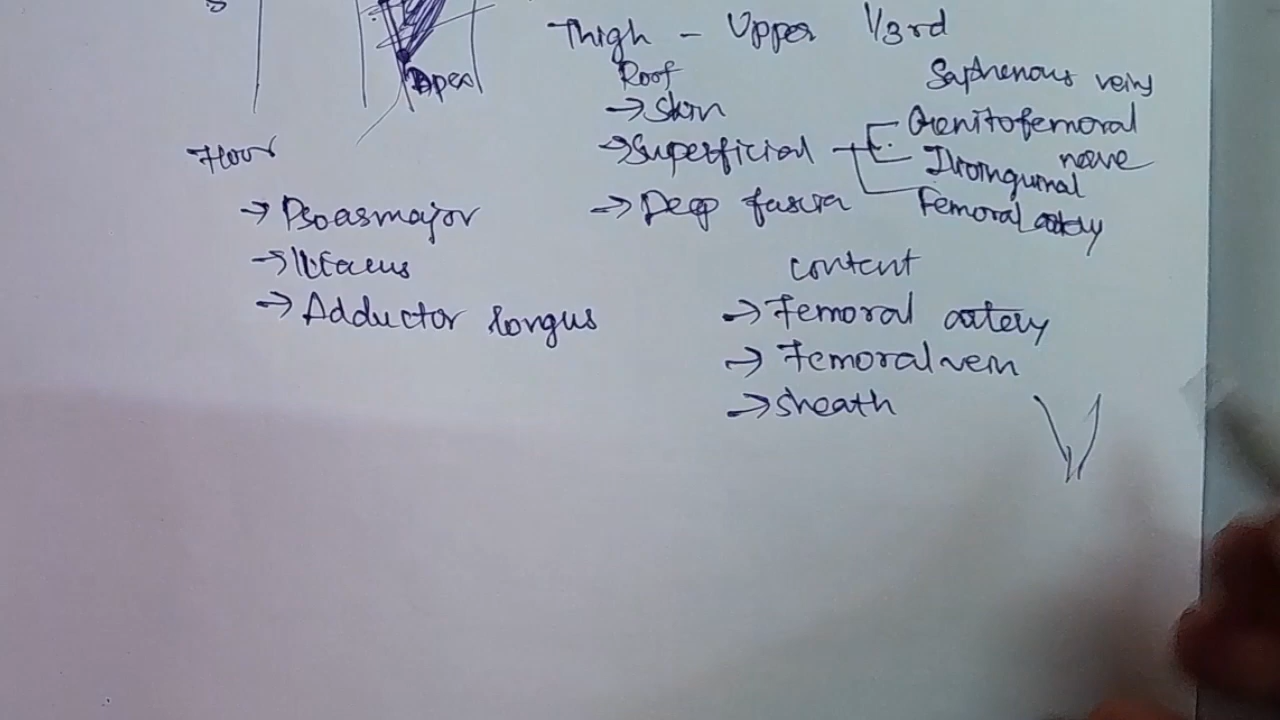 Thigh - Upper 1/3rd
Apex
Roof
→ Skin
→ Superficial
→ Deep fascia
Saphenous veins
Genitofemoral nerve
Ilioinguinal
Femoral artery
Floor
→ Psoas major
→ Iliacus
→ Adductor longus
content
→ Femoral artery
→ Femoral vein
→ sheath